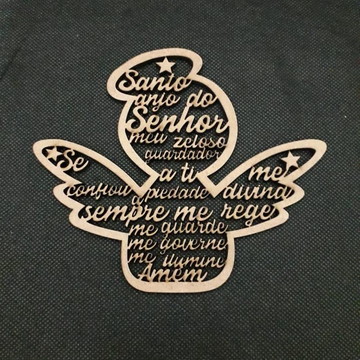 Santo
anjo do
Senhor
meu zeloso
guardador
Se a ti me
confiou a piedade divina
sempre me rege
me guarde
me governe
me ilumine
Amém